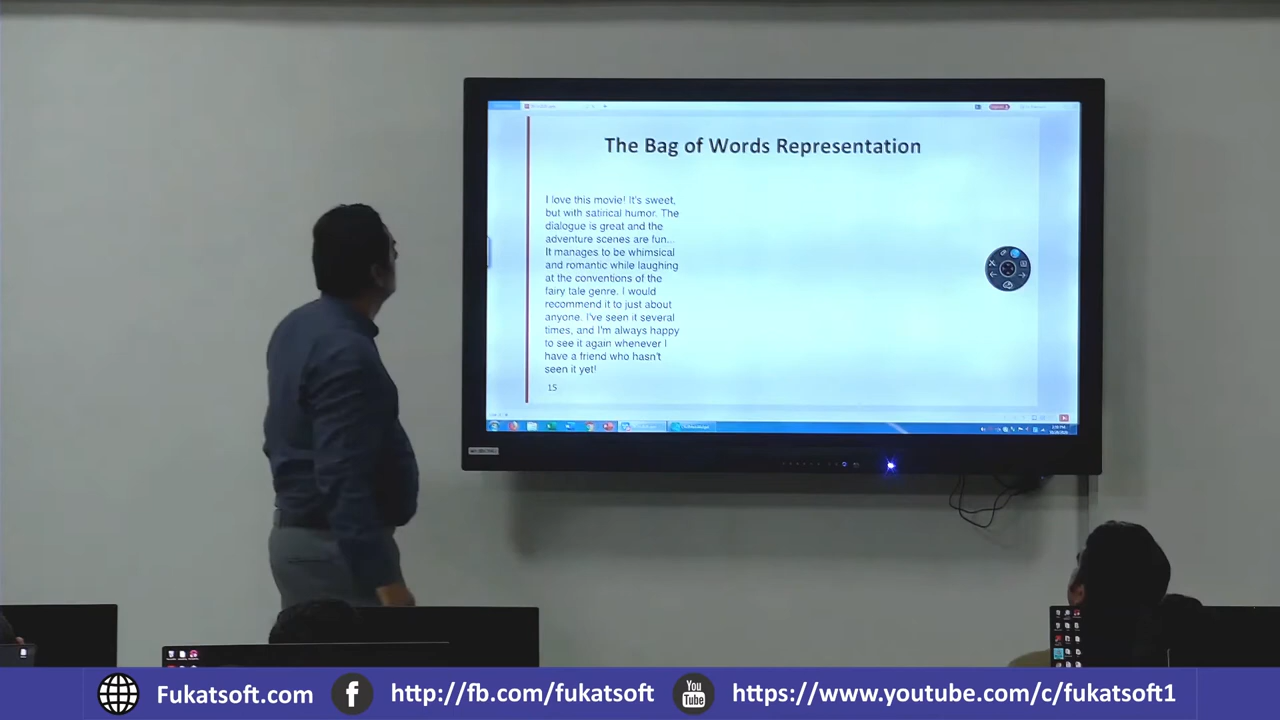 The Bag of Words Representation
I love this movie! It's sweet,
but with satirical humor. The
dialogue is great and the
adventure scenes are fun...
It manages to be whimsical
and romantic while laughing
at the conventions of the
fairy tale genre. I would
recommend it to just about
anyone. I've seen it several
times, and I'm always happy
to see it again whenever I
have a friend who hasn't
seen it yet!
15
Fukatsoft.com
http://fb.com/fukatsoft
You
Tube
https://www.youtube.com/c/fukatsoft1